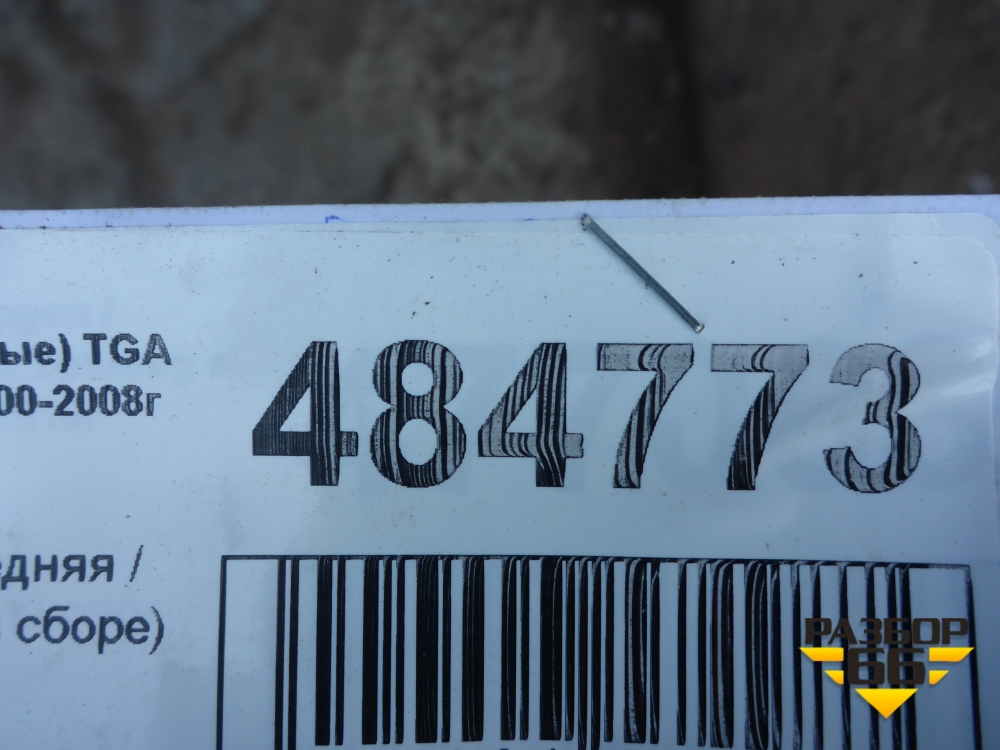 ые) TGA
00-2008г
484773
едняя /
сборе)
РАЗБОР
66